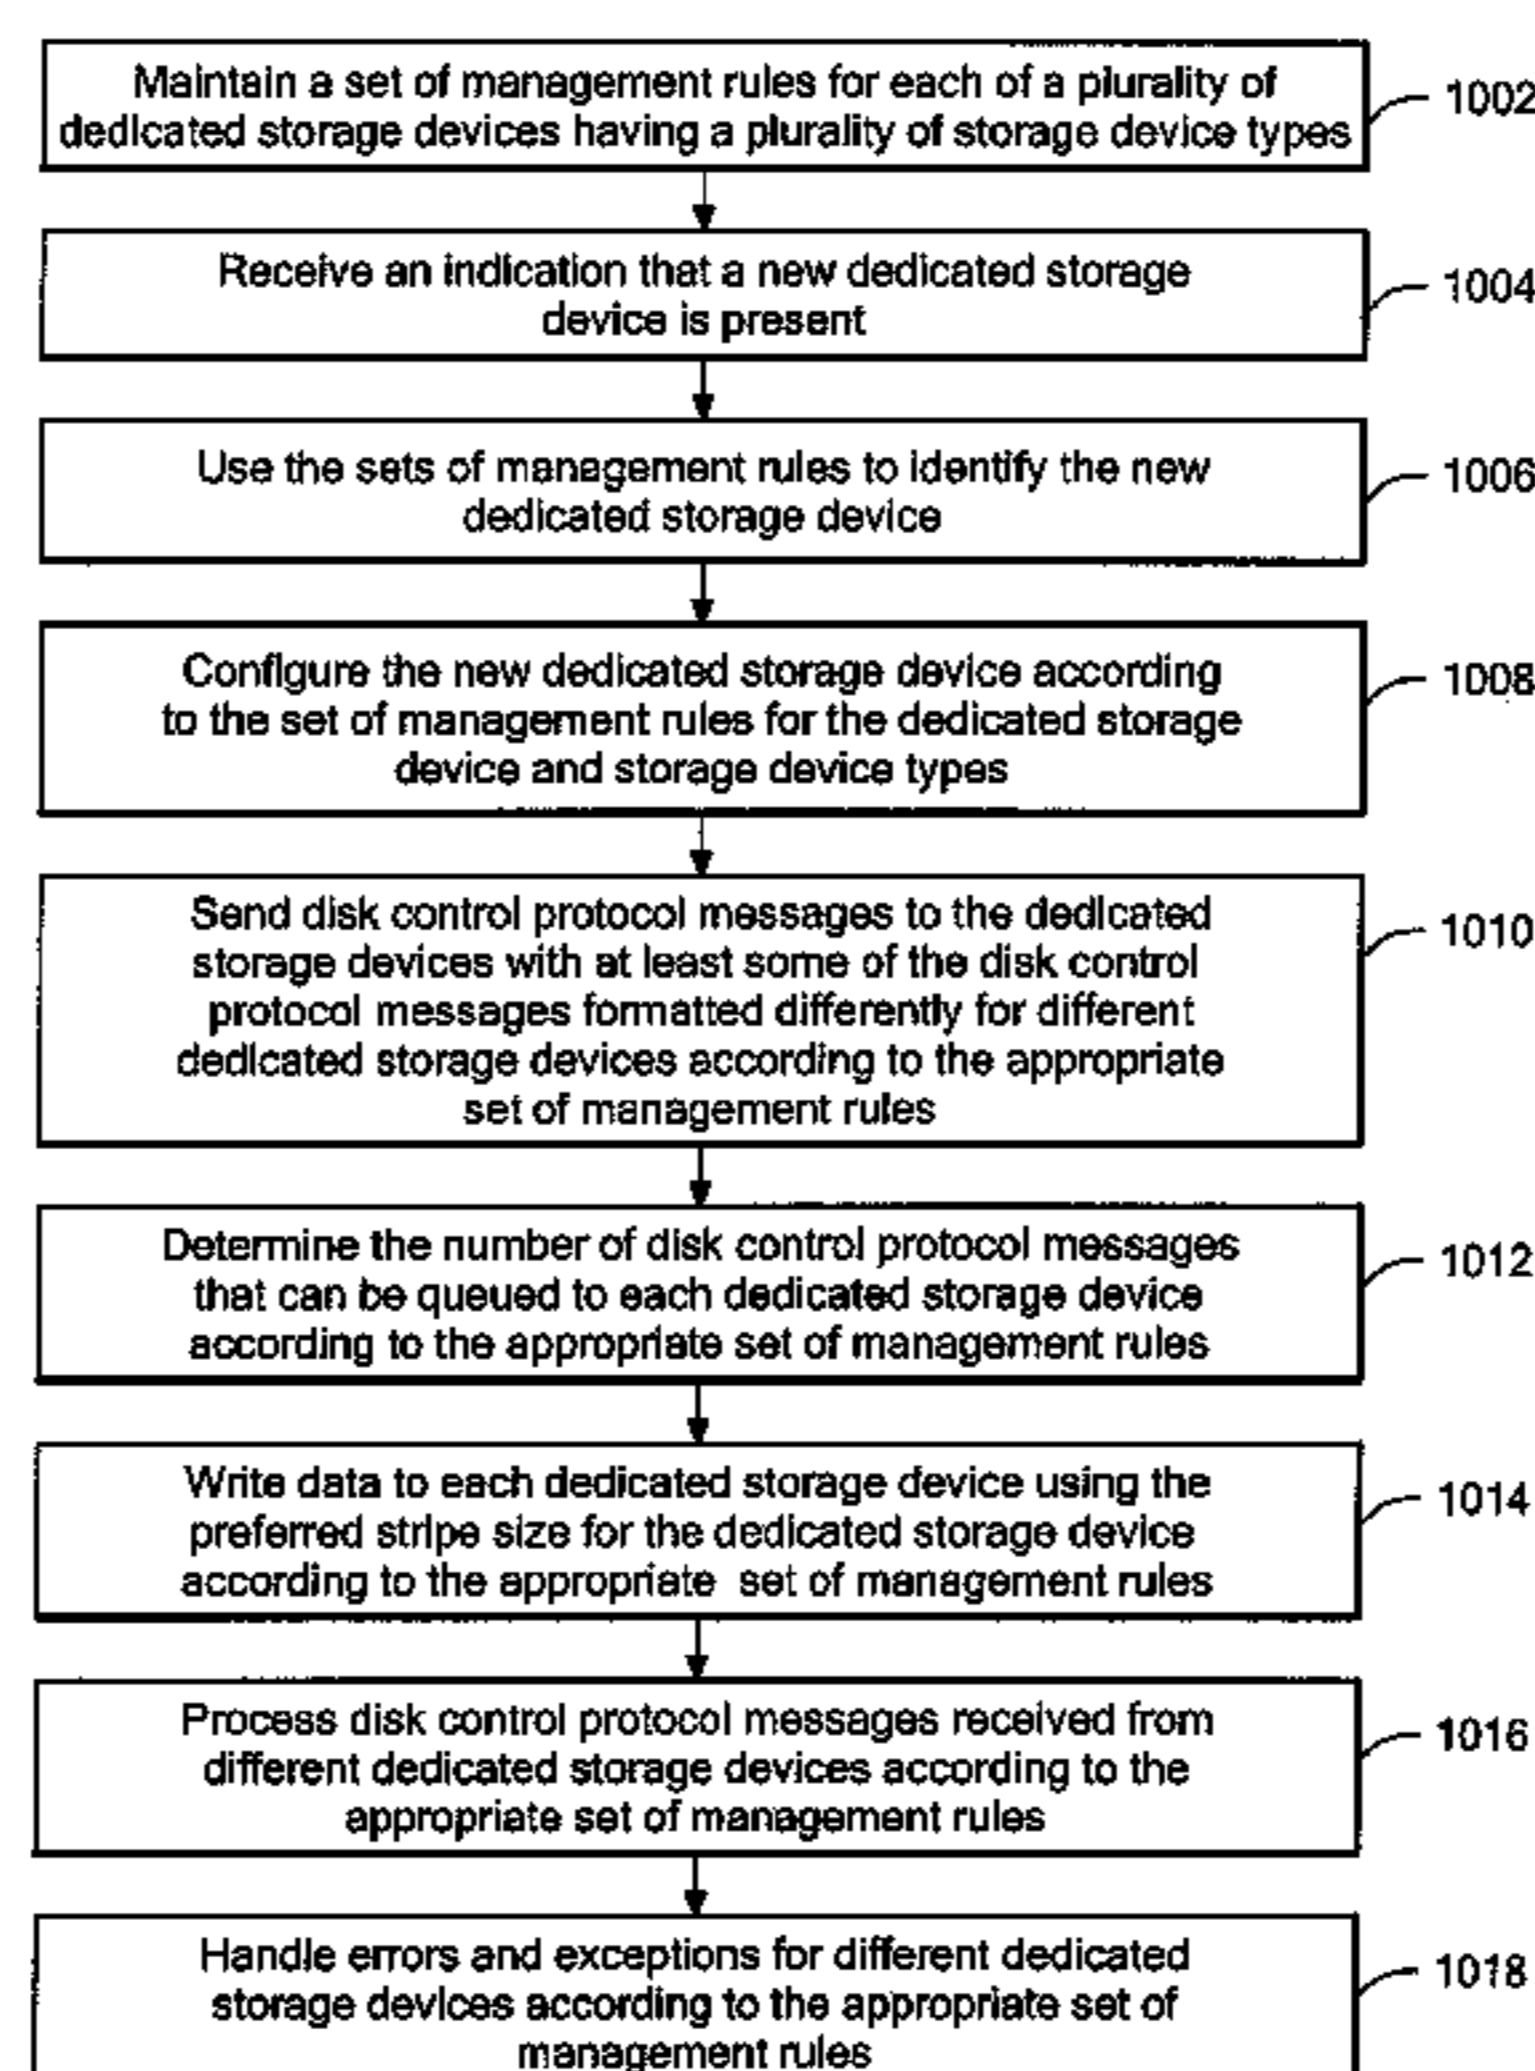 Maintain a set of management rules for each of a plurality of
dedicated storage devices having a plurality of storage device types
1002
Receive an indication that a new dedicated storage
device is present
1004
Use the sets of management rules to identify the new
dedicated storage device
1006
Configure the new dedicated storage device according
to the set of management rules for the dedicated storage
device and storage device types
1008
Send disk control protocol messages to the dedicated
storage devices with at least some of the disk control
protocol messages formatted differently for different
dedicated storage devices according to the appropriate
set of management rules
1010
Determine the number of disk control protocol messages
that can be queued to each dedicated storage device
according to the appropriate set of management rules
1012
Write data to each dedicated storage device using the
preferred stripe size for the dedicated storage device
according to the appropriate set of management rules
1014
Process disk control protocol messages received from
different dedicated storage devices according to the
appropriate set of management rules
1016
Handle errors and exceptions for different dedicated
storage devices according to the appropriate set of
management rules
1018